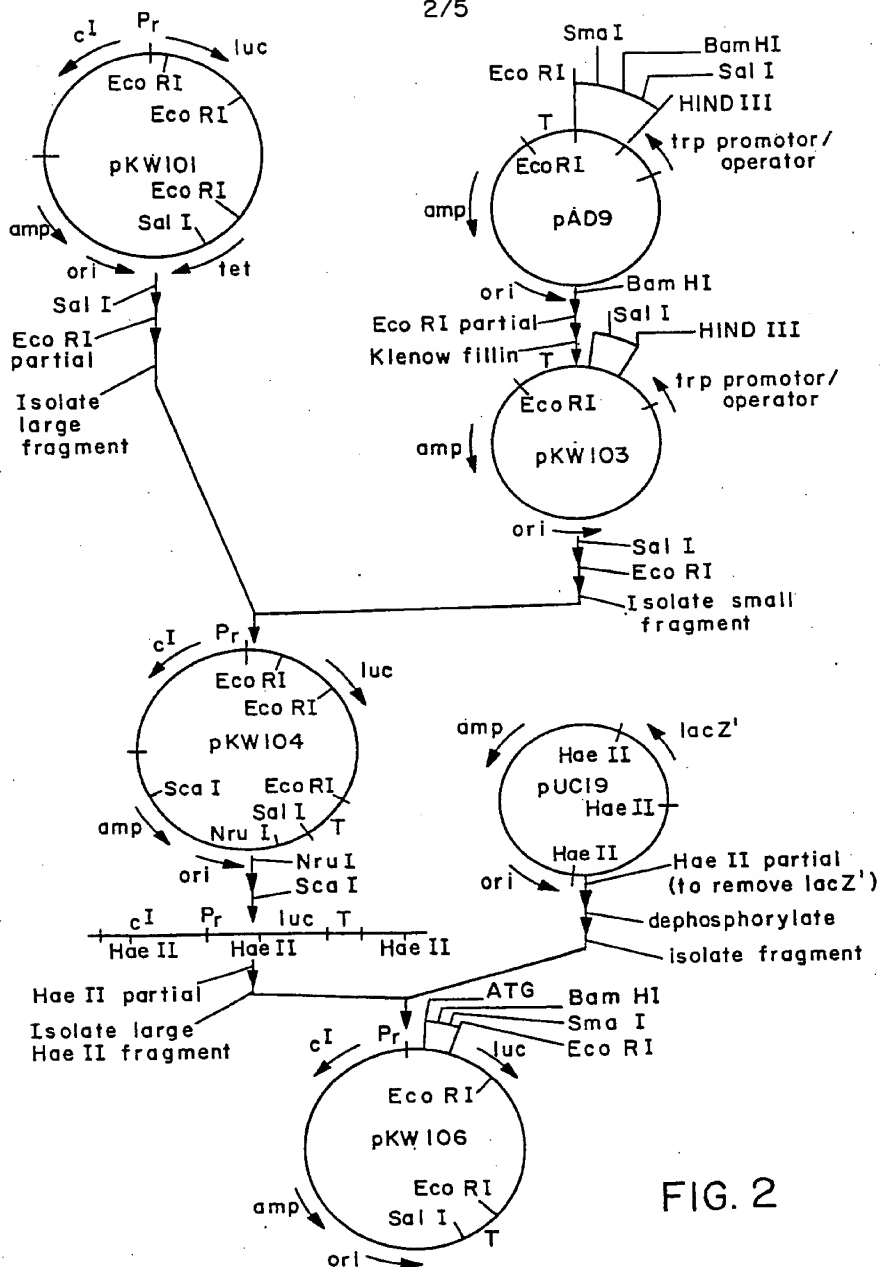 2/5
cI
Pr
luc
Eco RI
Eco RI
pKW101
Eco RI
Sal I
amp
ori
tet
Sal I
Eco RI
partial
Isolate
large
fragment
Sma I
Bam HI
Eco RI
Sal I
HIND III
T
trp promotor/
operator
EcoRI
amp
pAD9
ori
Bam HI
Eco RI partial
Klenow fillin
Sal I
HIND III
T
trp promotor/
operator
EcoRI
amp
pKW103
ori
Sal I
Eco RI
Isolate small
fragment
cI
Pr
luc
Eco RI
Eco RI
pKW104
Sca I
Eco RI
Sal I
T
amp
Nru I
ori
Nru I
Sca I
cI
Pr
luc
T
Hae II
Hae II
Hae II
Hae II partial
Isolate large
Hae II fragment
amp
lacZ'
Hae II
pUC19
Hae II
Hae II
ori
Hae II partial
(to remove lacZ')
dephosphorylate
isolate fragment
ATG
Bam HI
Sma I
Eco RI
cI
Pr
luc
Eco RI
pKW106
Eco RI
amp
Sal I
T
ori
FIG. 2